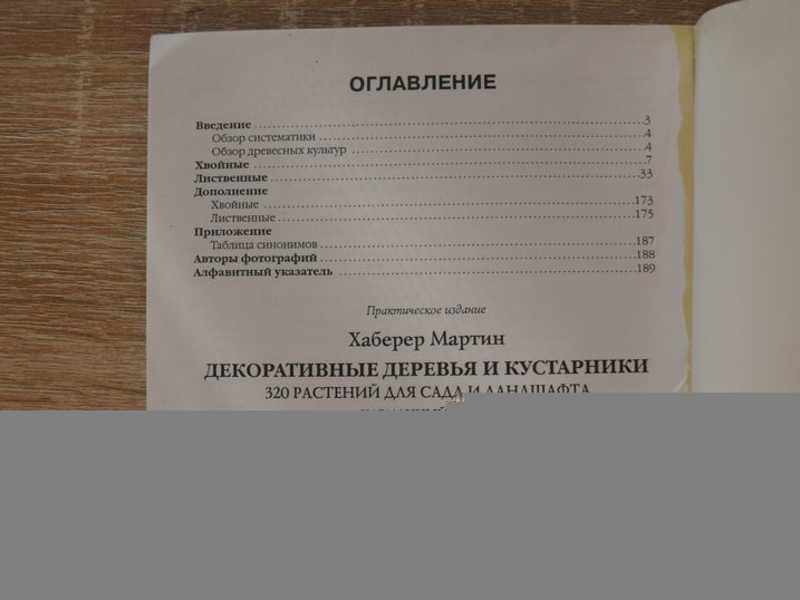 ОГЛАВЛЕНИЕ
Введение 3
Обзор систематики 4
Обзор древесных культур 4
Хвойные 7
Лиственные 33
Дополнение
Хвойные 173
Лиственные 175
Приложение
Таблица синонимов 187
Авторы фотографий 188
Алфавитный указатель 189
Практическое издание
Хаберер Мартин
ДЕКОРАТИВНЫЕ ДЕРЕВЬЯ И КУСТАРНИКИ
320 РАСТЕНИЙ ДЛЯ САДА И ЛАНДШАФТА